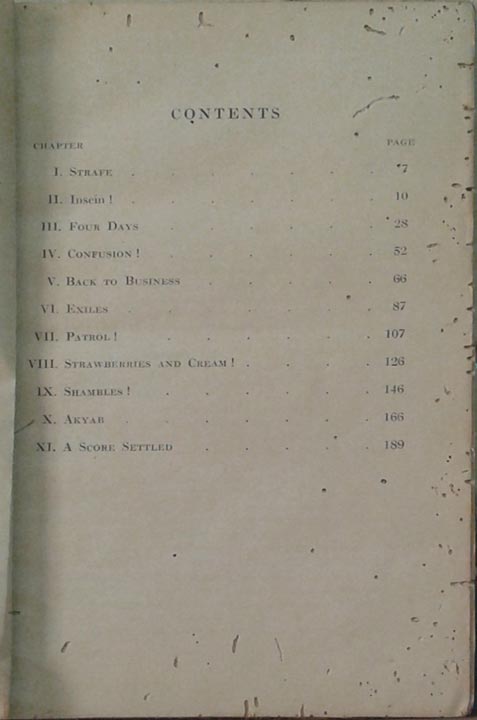 CONTENTS
CHAPTER PAGE
I. STRAFE . . . . . . 7
II. Insein ! . . . . . . 10
III. FOUR DAYS . . . . . 28
IV. CONFUSION ! . . . . . 52
V. BACK TO BUSINESS . . . . 66
VI. EXILES . . . . . . 87
VII. PATROL ! . . . . . 107
VIII. STRAWBERRIES AND CREAM ! . . . . 126
IX. SHAMBLES ! . . . . . 146
X. AKYAB . . . . . . 166
XI. A SCORE SETTLED . . . . 189